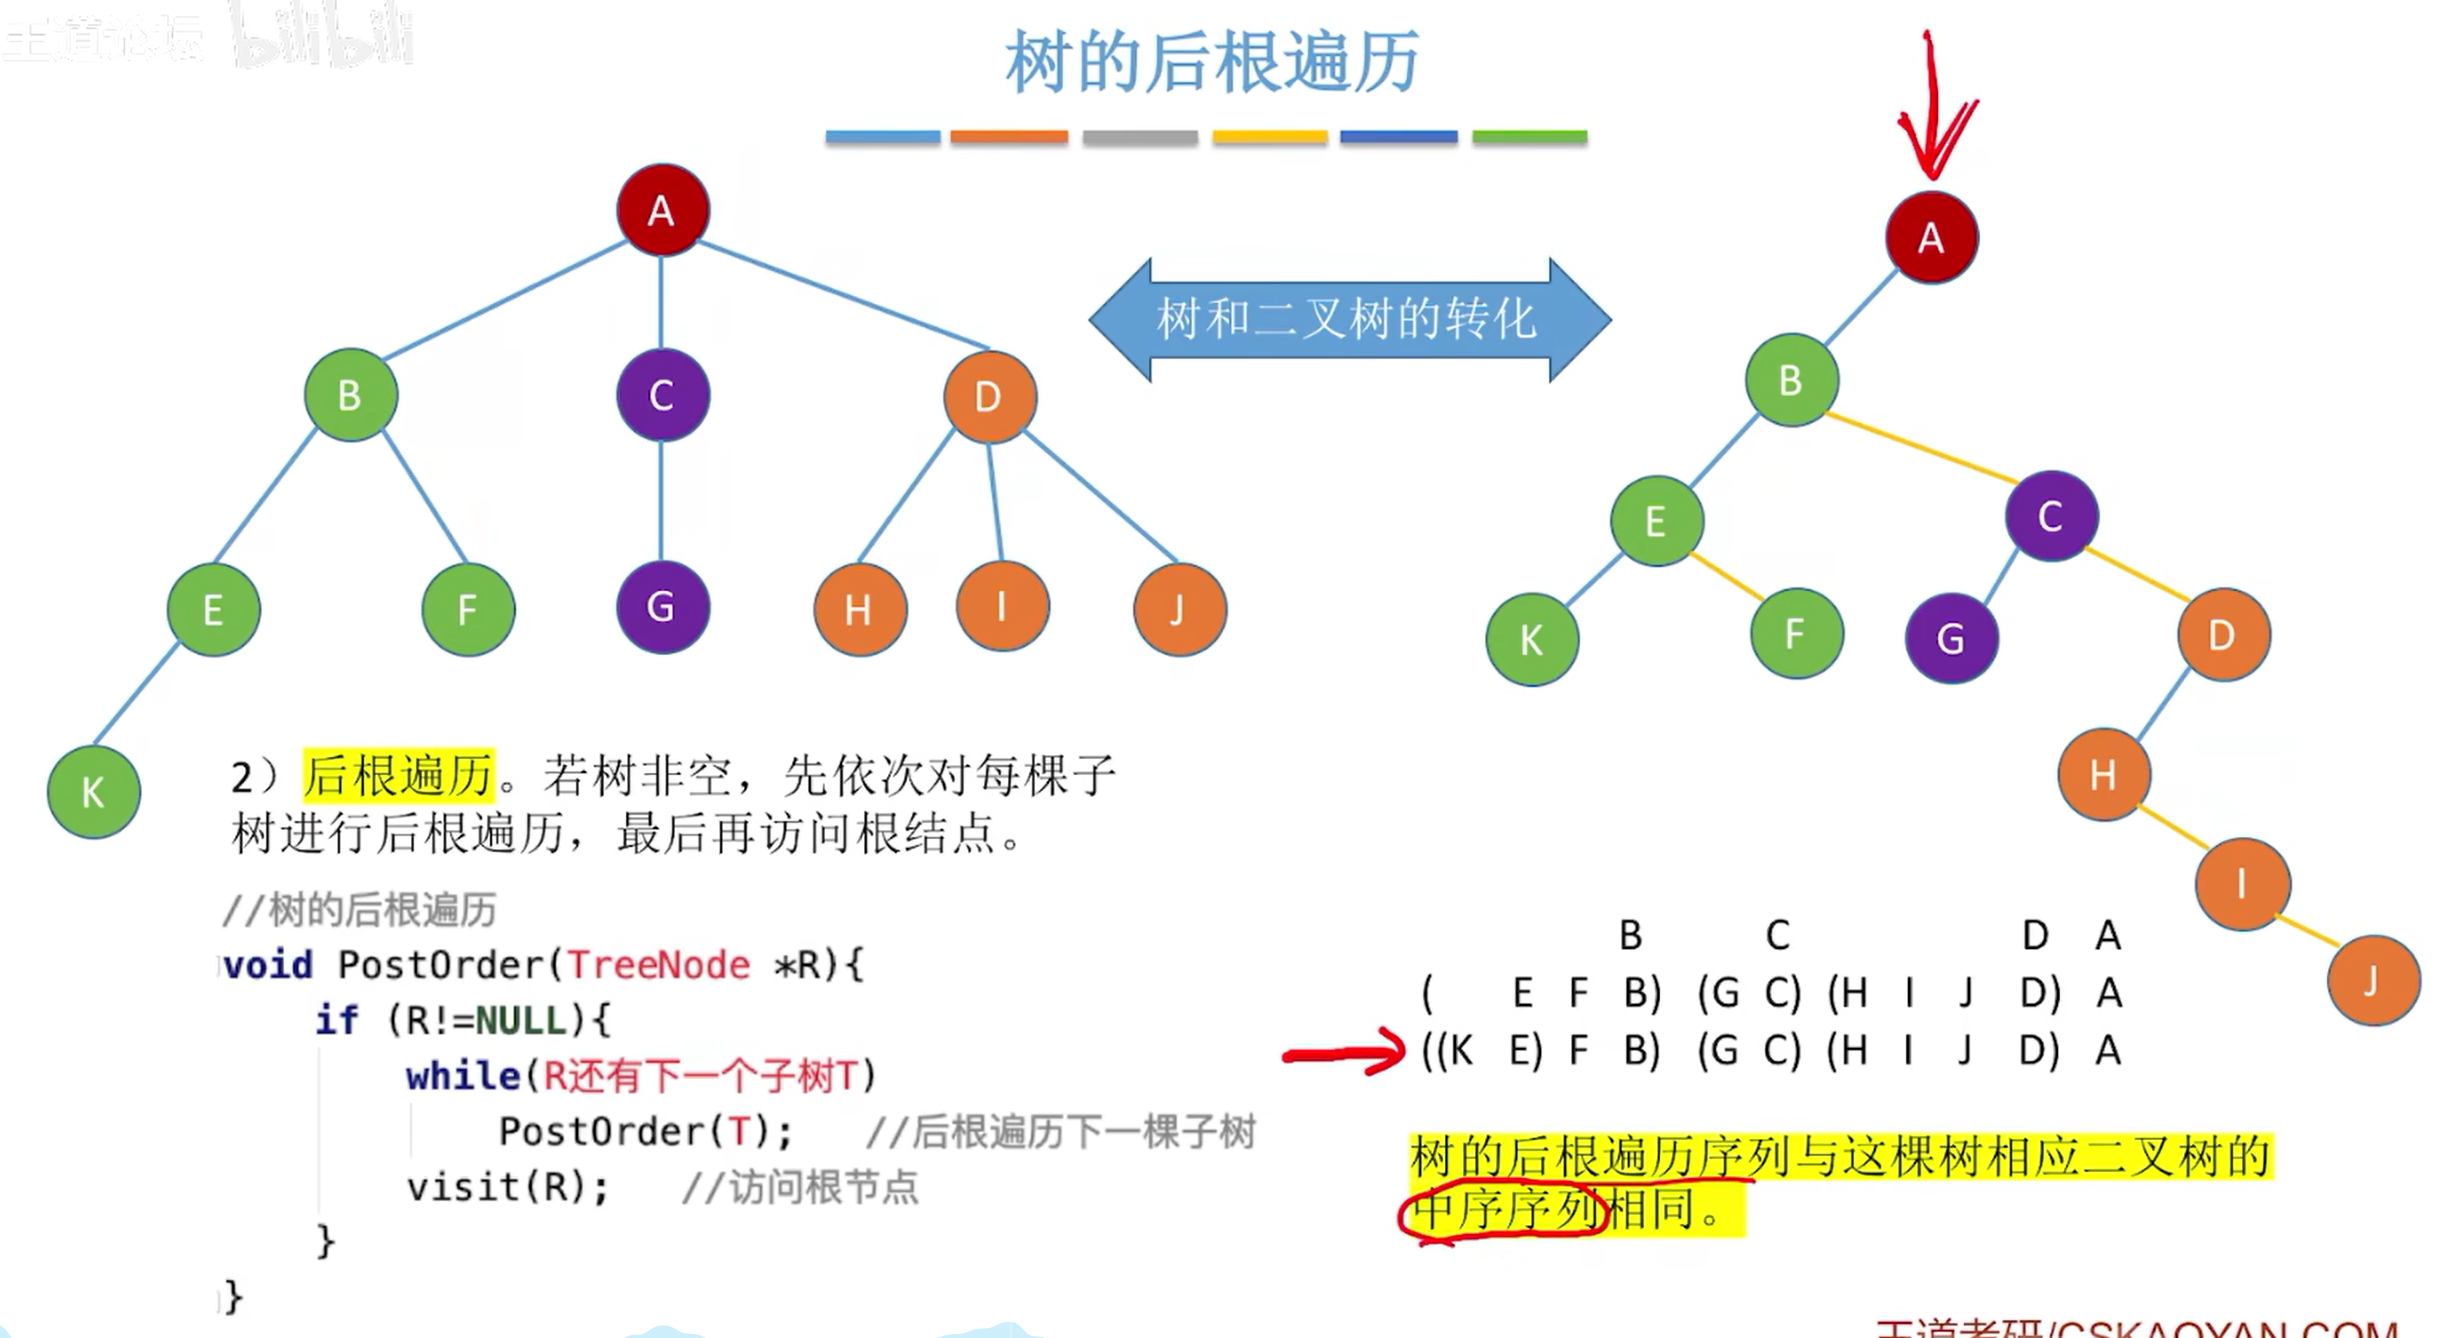 王道论坛 bilibili
树的后根遍历
A
A
树和二叉树的转化
B
B
C
D
E
C
E
F
G
H
I
J
K
F
G
D
K
H
2）后根遍历。若树非空，先依次对每棵子
树进行后根遍历，最后再访问根结点。
I
J
//树的后根遍历
void PostOrder(TreeNode *R){
if (R!=NULL){
while(R还有下一个子树T)
PostOrder(T); //后根遍历下一棵子树
visit(R); //访问根节点
}
}
B C D A
( E F B) (G C) (H I J D) A
((K E) F B) (G C) (H I J D) A
树的后根遍历序列与这棵树相应二叉树的
中序序列相同。
王道考研/CSKAOYAN.COM